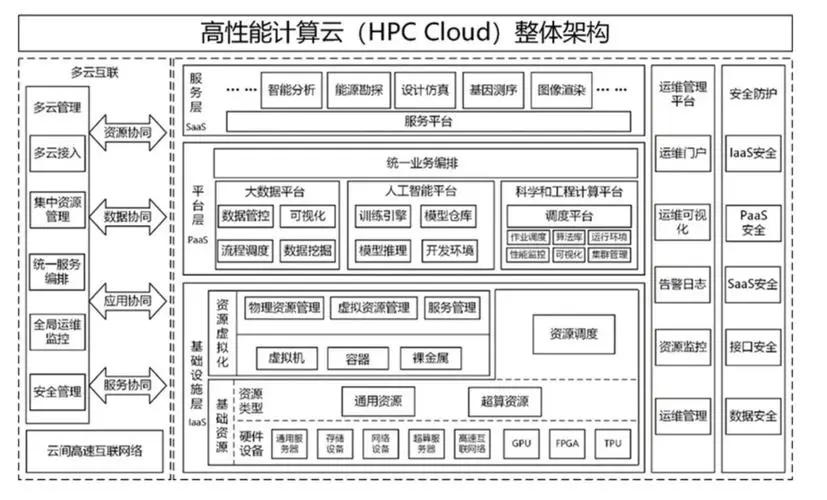 高性能计算云（HPC Cloud）整体架构
多云互联
多云管理
多云接入
集中资源
管理
统一服务
编排
全局运维
监控
安全管理
云间高速互联网络
资源协同
数据协同
应用协同
服务协同
服务层
SaaS
… …
智能分析
能源勘探
设计仿真
基因测序
图像渲染
… …
服务平台
平台层
PaaS
统一业务编排
大数据平台
数据管控
可视化
流程调度
数据挖掘
人工智能平台
训练引擎
模型仓库
模型推理
开发环境
科学和工程计算平台
调度平台
作业调度
算法库
运行环境
性能监控
可视化
集群管理
基础设施层
IaaS
资源虚拟化
物理资源管理
虚拟资源管理
服务管理
虚拟机
容器
裸金属
资源调度
基础资源
资源
类型
通用资源
超算资源
硬件
设备
通用服
务器
存储
设备
网络
设备
超算服
务器
高速互
联网络
GPU
FPGA
TPU
运维管理
平台
运维门户
运维可视
化
告警日志
资源监控
运维管理
安全防护
IaaS安全
PaaS
安全
SaaS安全
接口安全
数据安全